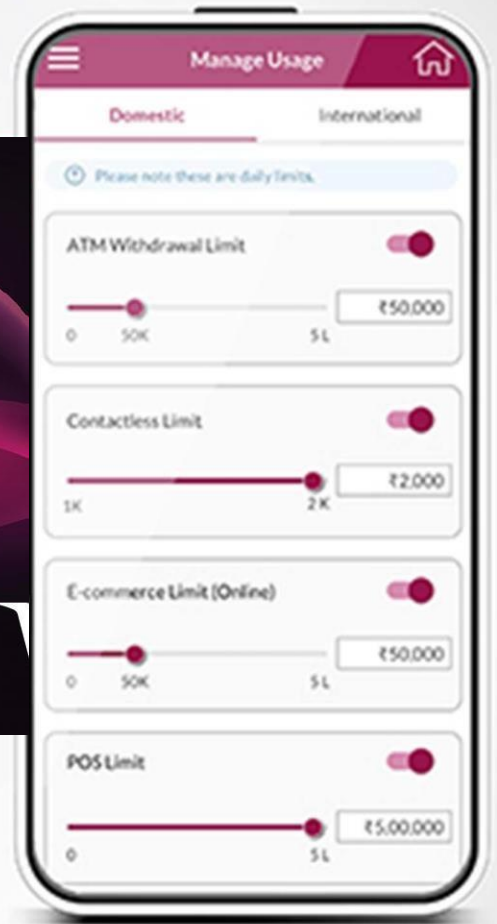 Manage Usage
Domestic International
Please note these are daily limits.
ATM Withdrawal Limit
₹50,000
0 50K 5 L
Contactless Limit
₹2,000
1K 2 K
E-commerce Limit (Online)
₹50,000
0 50K 5 L
POS Limit
₹5,00,000
0 5 L